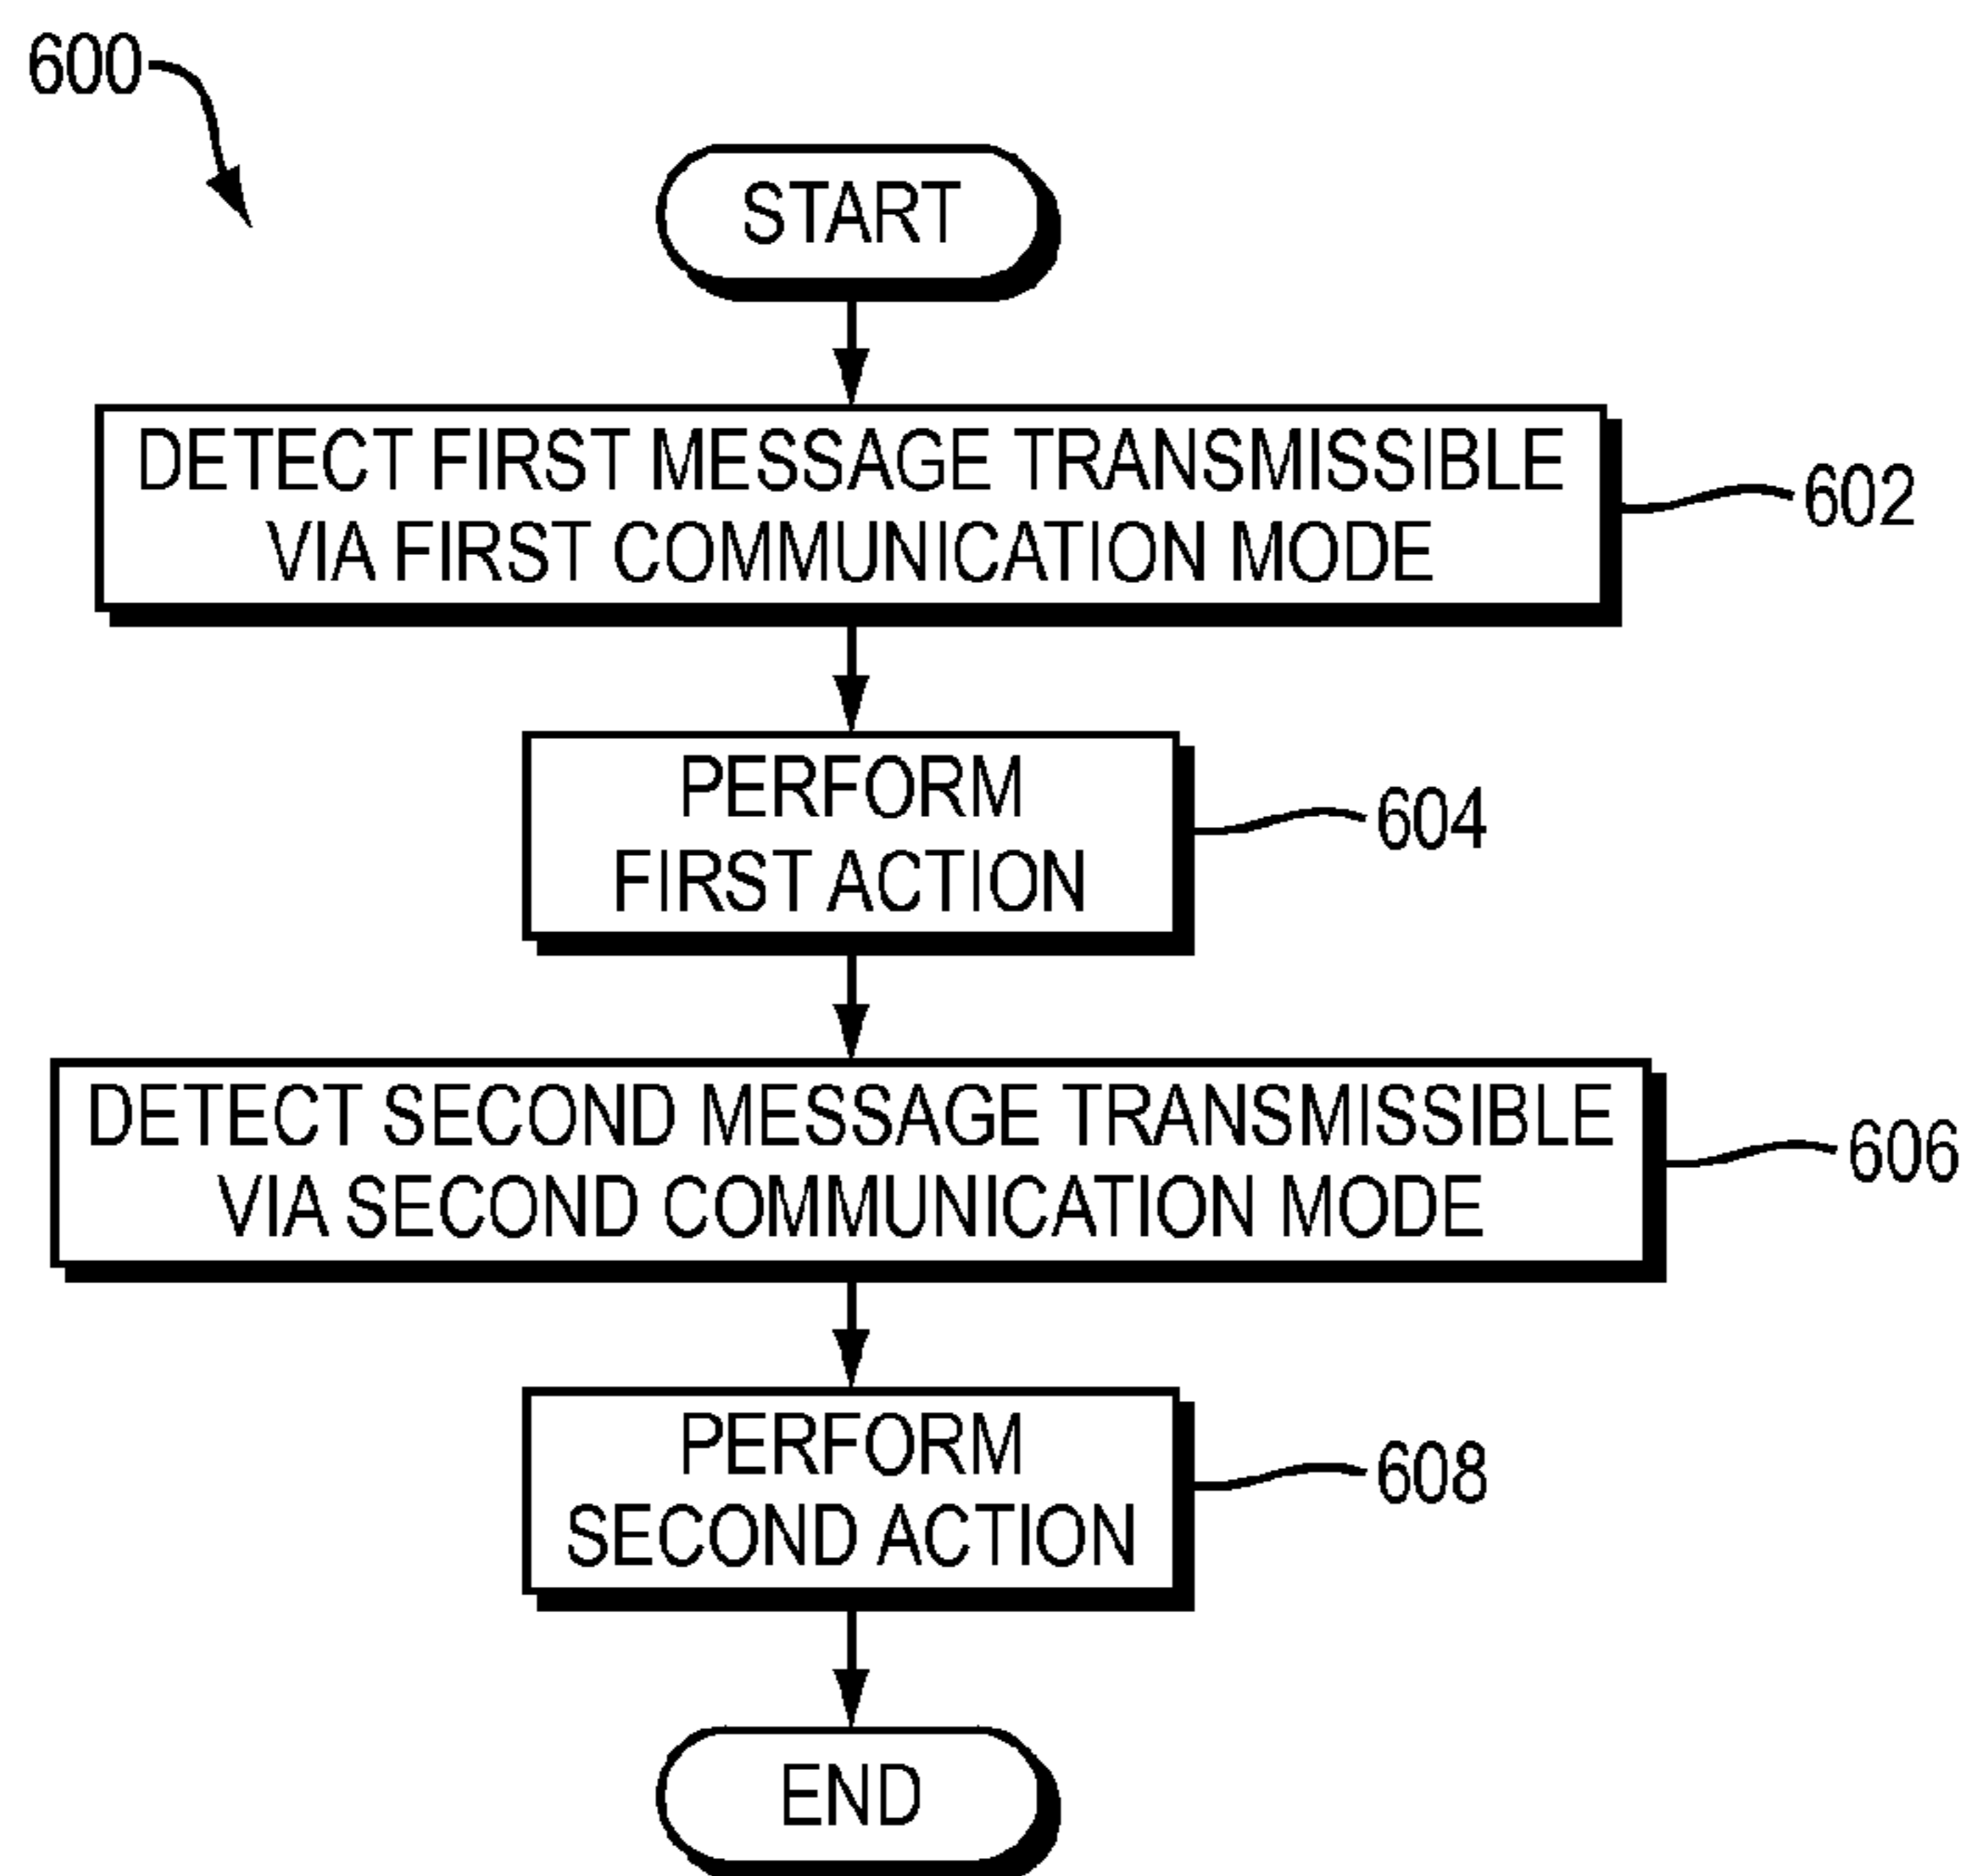 600
START
DETECT FIRST MESSAGE TRANSMISSIBLE
VIA FIRST COMMUNICATION MODE
602
PERFORM
FIRST ACTION
604
DETECT SECOND MESSAGE TRANSMISSIBLE
VIA SECOND COMMUNICATION MODE
606
PERFORM
SECOND ACTION
608
END